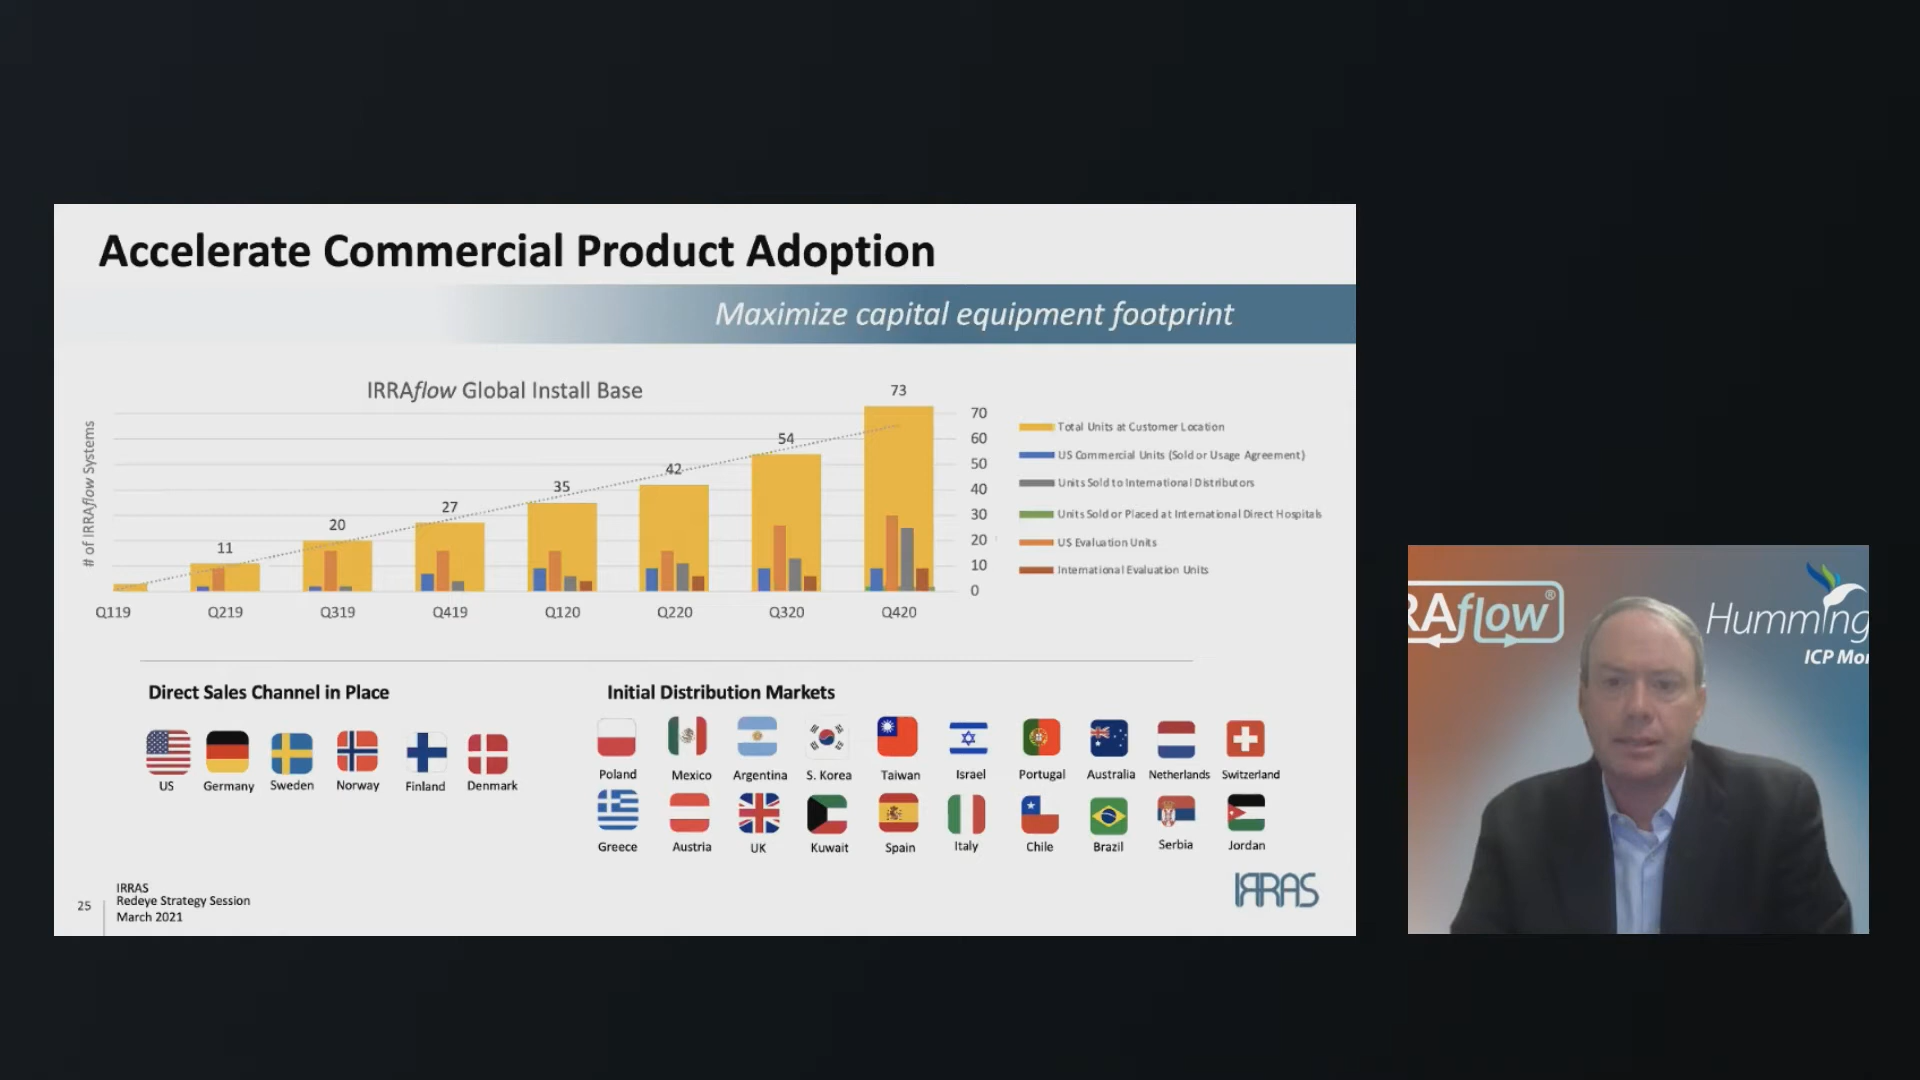 Accelerate Commercial Product Adoption
Maximize capital equipment footprint
IRRAflow Global Install Base
# of IRRAflow Systems
11
20
27
35
42
54
73
70
60
50
40
30
20
10
0
Q119 Q219 Q319 Q419 Q120 Q220 Q320 Q420
Total Units at Customer Location
US Commercial Units (Sold or Usage Agreement)
Units Sold to International Distributors
Units Sold or Placed at International Direct Hospitals
US Evaluation Units
International Evaluation Units
Direct Sales Channel in Place
US Germany Sweden Norway Finland Denmark
Initial Distribution Markets
Poland Mexico Argentina S. Korea Taiwan Israel Portugal Australia Netherlands Switzerland
Greece Austria UK Kuwait Spain Italy Chile Brazil Serbia Jordan
25
IRRAS
Redeye Strategy Session
March 2021
IRRAS
RAflow®
Humming
ICP Mor